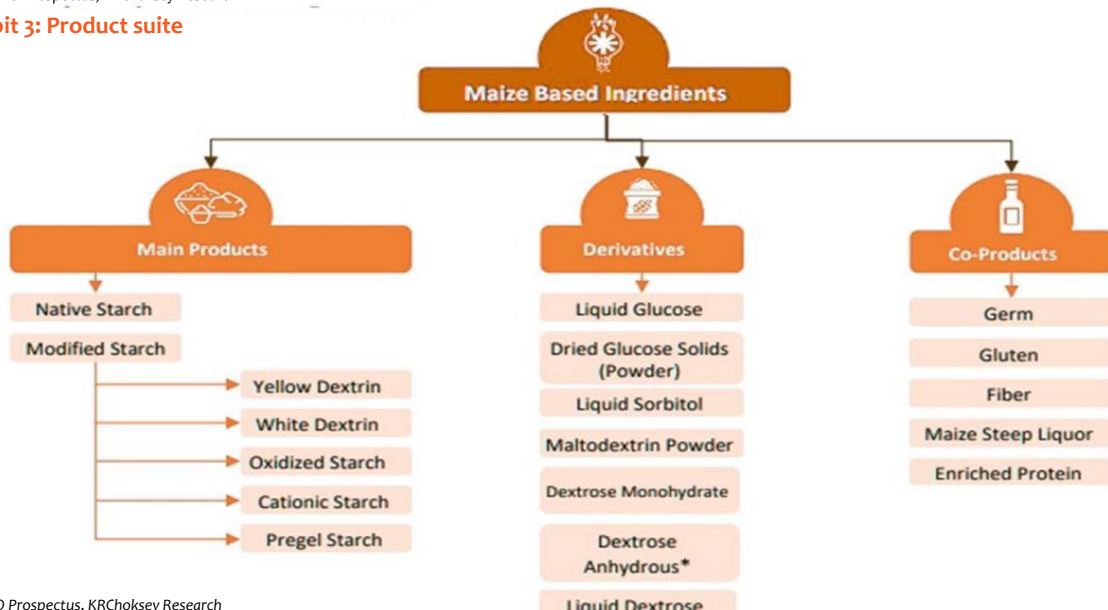 bit 3: Product suite
Maize Based Ingredients
Main Products
Derivatives
Co-Products
Native Starch
Modified Starch
Yellow Dextrin
White Dextrin
Oxidized Starch
Cationic Starch
Pregel Starch
Liquid Glucose
Dried Glucose Solids
(Powder)
Liquid Sorbitol
Maltodextrin Powder
Dextrose Monohydrate
Dextrose
Anhydrous*
Liquid Dextrose
Germ
Gluten
Fiber
Maize Steep Liquor
Enriched Protein
Prospectus, KRChoksey Research